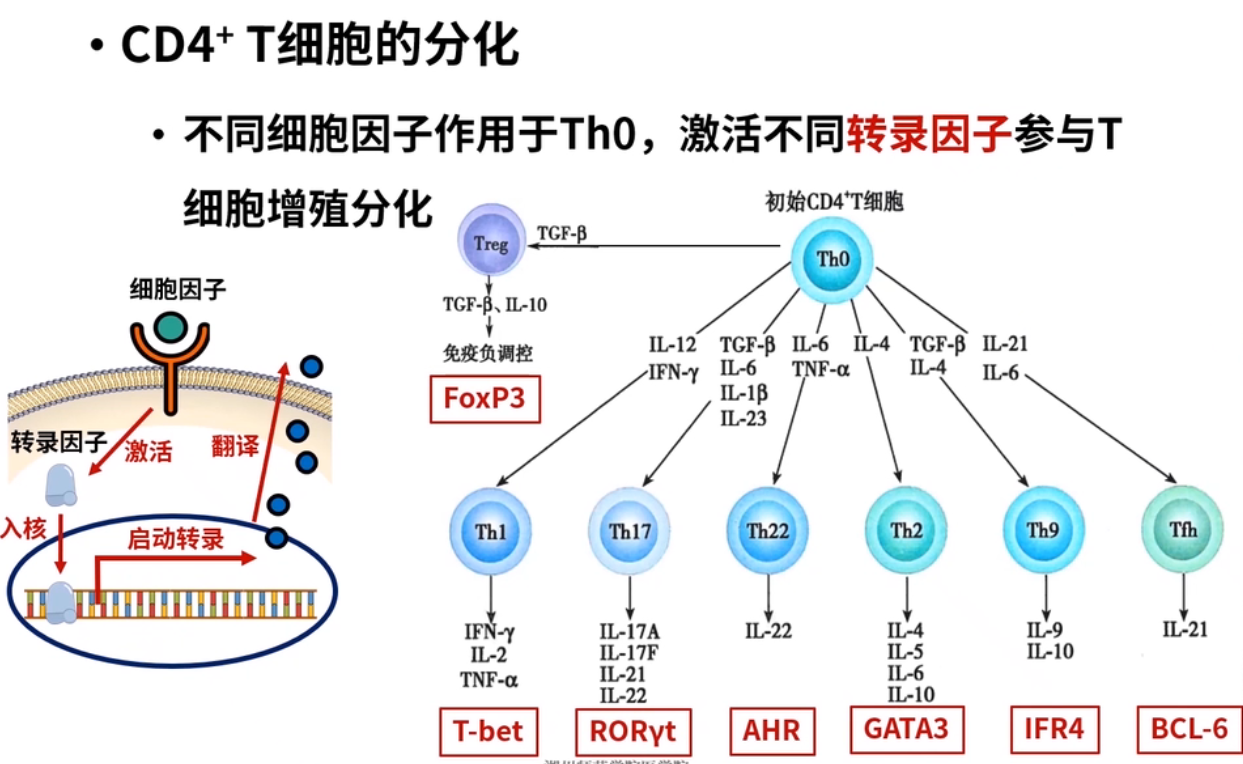 • CD4⁺ T细胞的分化
• 不同细胞因子作用于Th0，激活不同转录因子参与T
细胞增殖分化
初始CD4⁺T细胞
Treg
TGF-β
Th0
TGF-β、IL-10
免疫负调控
FoxP3
细胞因子
转录因子
激活
翻译
入核
启动转录
IL-12
IFN-γ
TGF-β
IL-6
IL-1β
IL-23
IL-6
TNF-α
IL-4
TGF-β
IL-4
IL-21
IL-6
Th1
Th17
Th22
Th2
Th9
Tfh
IFN-γ
IL-2
TNF-α
IL-17A
IL-17F
IL-21
IL-22
IL-22
IL-4
IL-5
IL-6
IL-10
IL-9
IL-10
IL-21
T-bet
RORγt
AHR
GATA3
IFR4
BCL-6